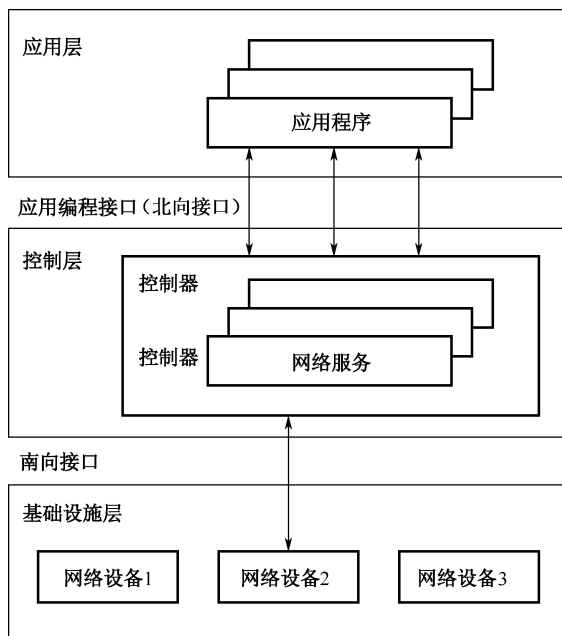 应用层
应用程序
应用编程接口（北向接口）
控制层
控制器
控制器
网络服务
南向接口
基础设施层
网络设备1
网络设备2
网络设备3